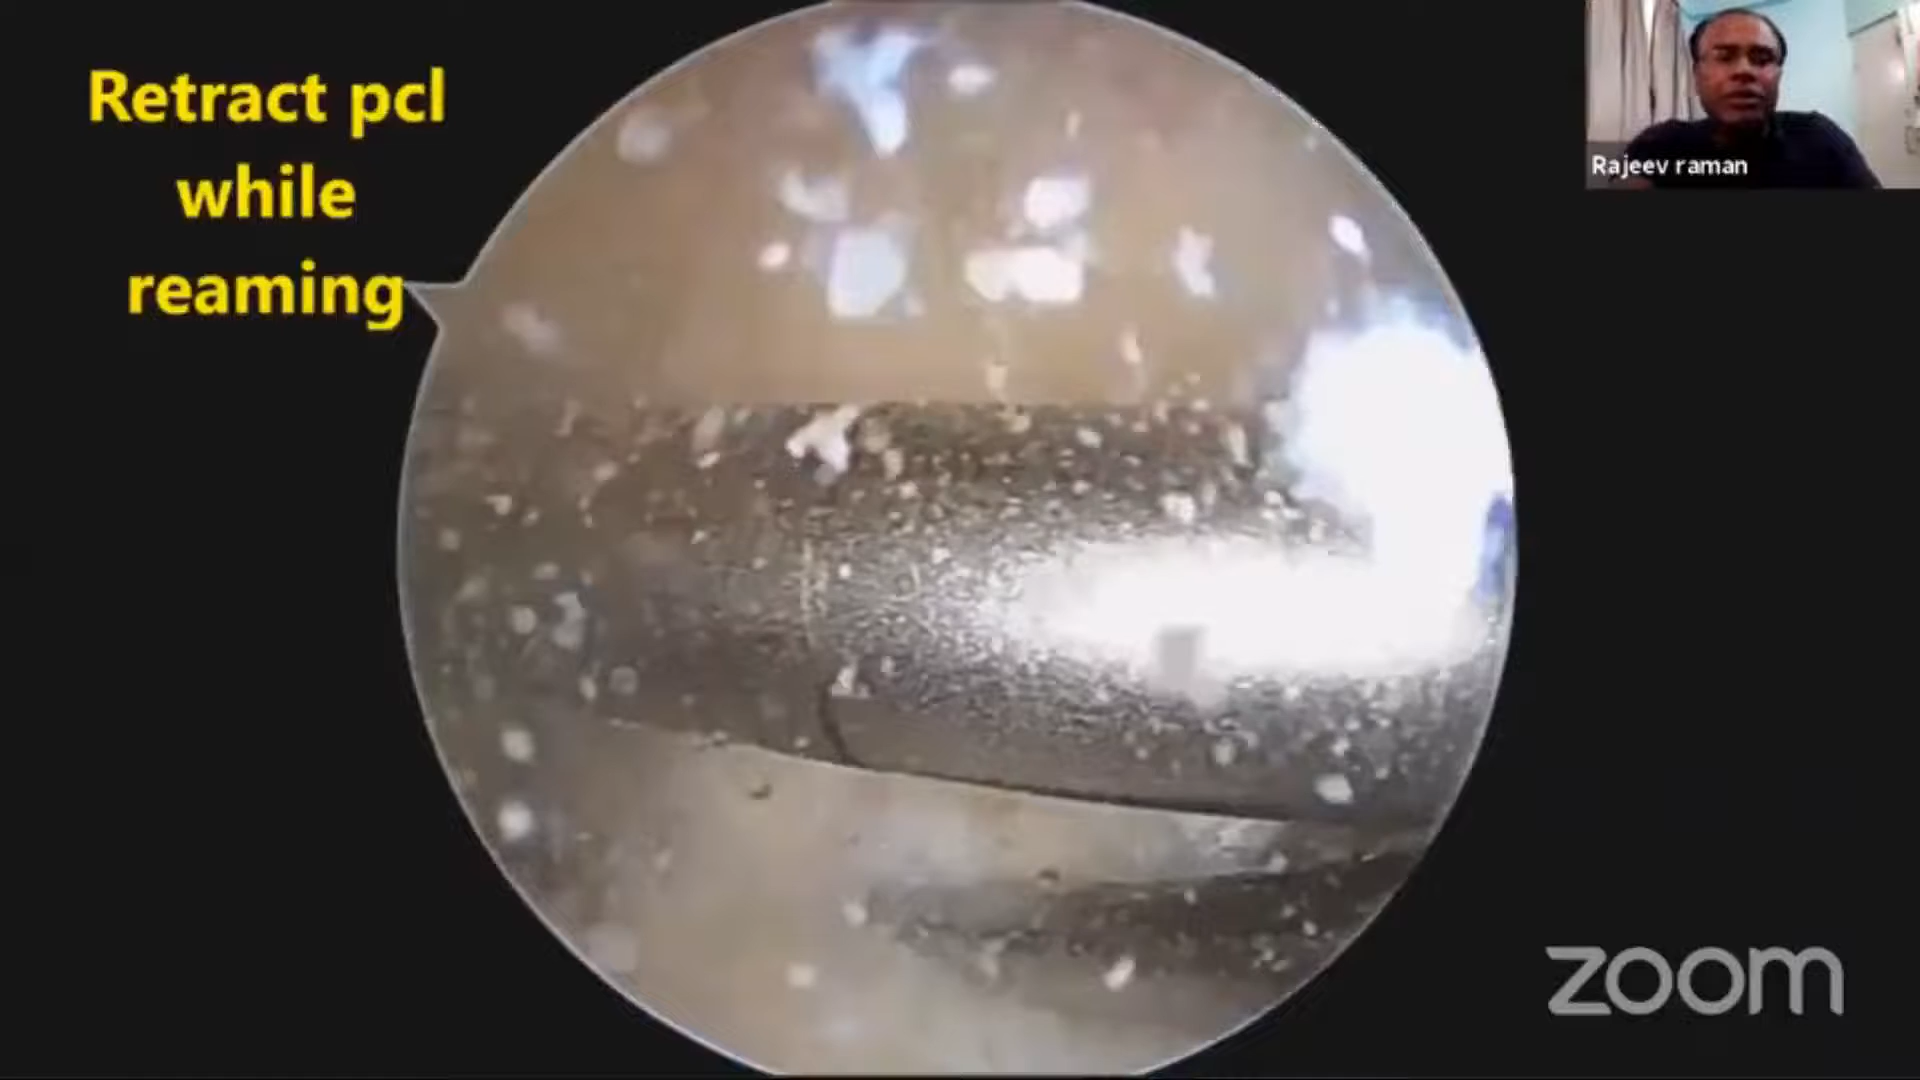 Retract pcl
while
reaming
Rajeev raman
zoom